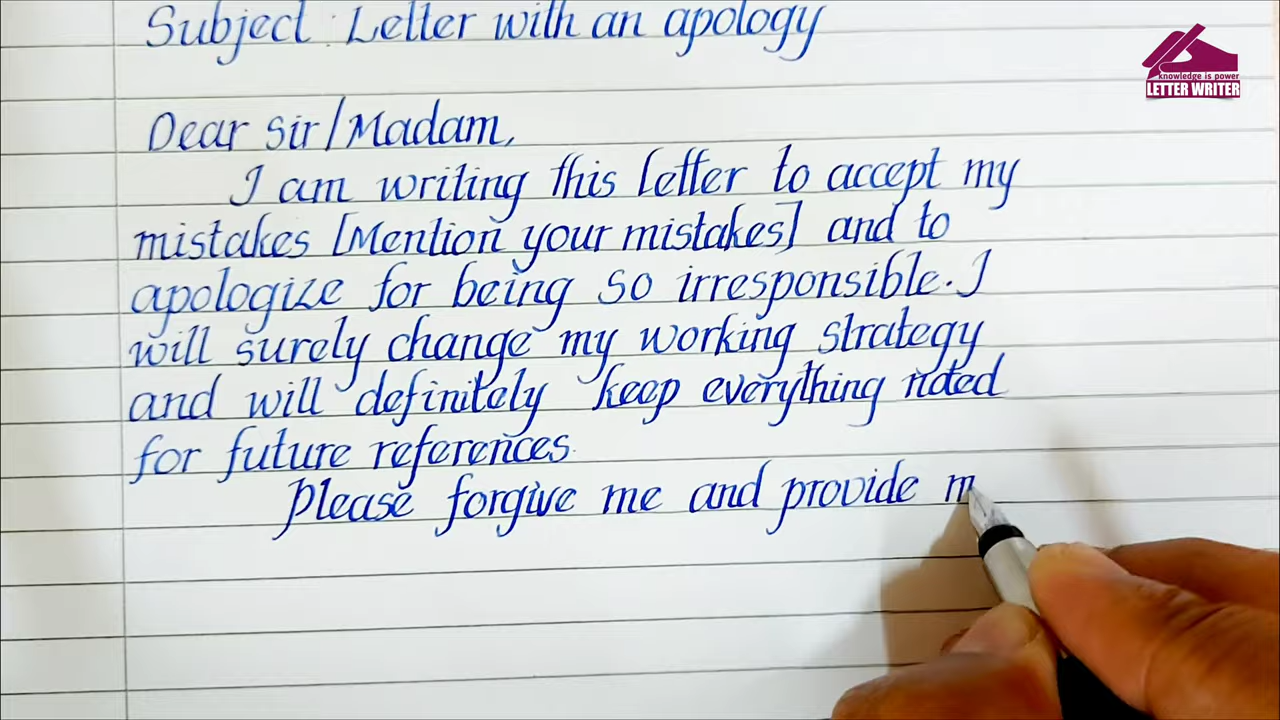 Subject : Letter with an apology
knowledge is power
LETTER WRITER
Dear Sir/Madam,
I am writing this letter to accept my
mistakes [Mention your mistakes] and to
apologize for being so irresponsible. I
will surely change my working strategy
and will definitely keep everything noted
for future references.
Please forgive me and provide m